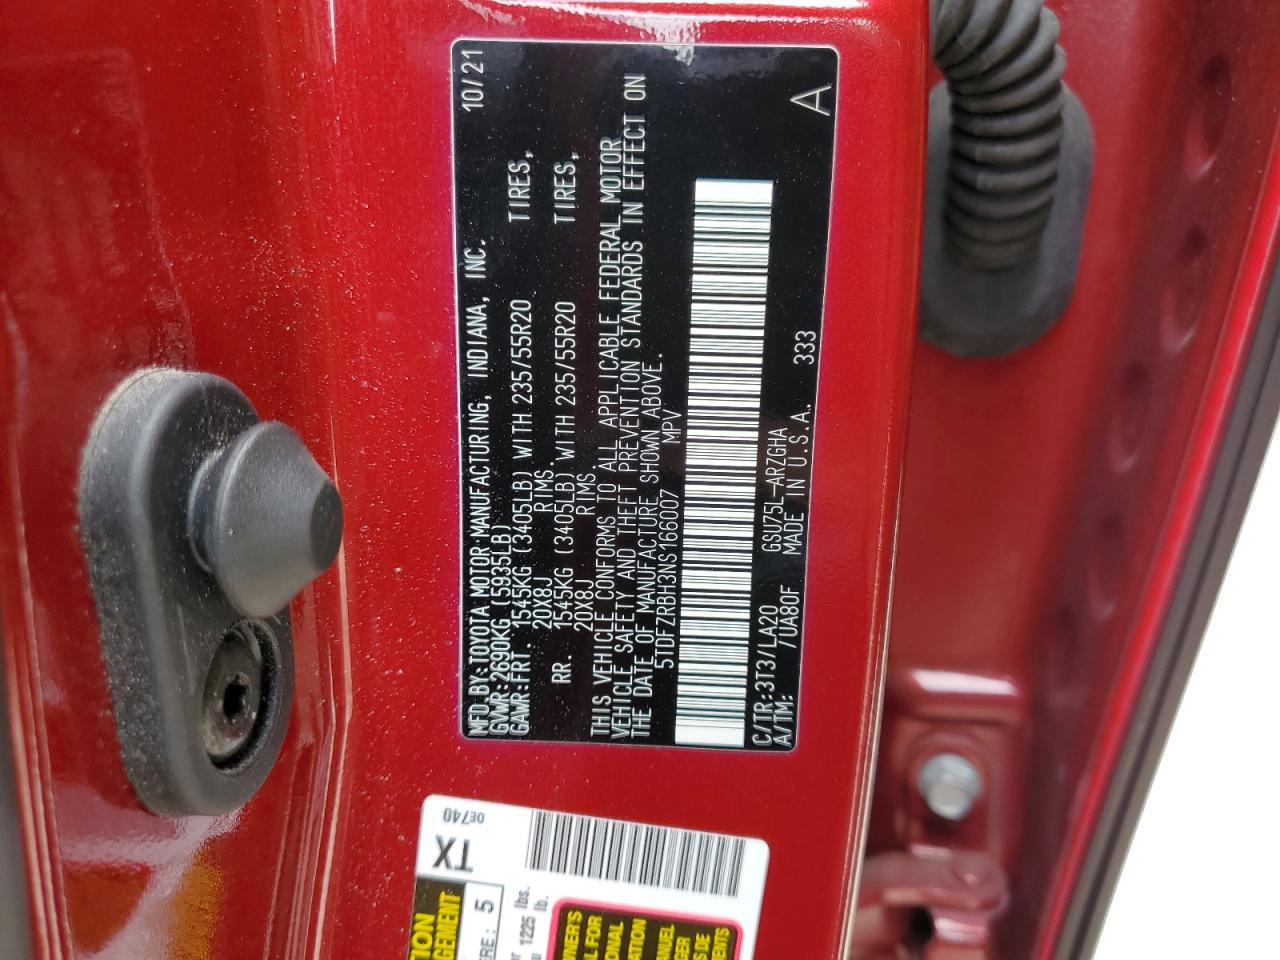 MFD.BY:TOYOTA MOTOR MANUFACTURING, INDIANA, INC. 10/21
GVWR:2690KG (5935LB)
GAWR:FRT. 1545KG (3405LB) WITH 235/55R20 TIRES,
20X8J RIMS.
RR. 1545KG (3405LB) WITH 235/55R20 TIRES,
20X8J RIMS
THIS VEHICLE CONFORMS TO ALL APPLICABLE FEDERAL MOTOR
VEHICLE SAFETY AND THEFT PREVENTION STANDARDS IN EFFECT ON
THE DATE OF MANUFACTURE SHOWN ABOVE.
5TDFZRBH3NS166007 MPV
C/TR:3T3/LA20 GSU75L-ARZGHA
A/TM: /UA80F MADE IN U.S.A. 333
A
0E740
TX
5
1225 lbs.
lb.